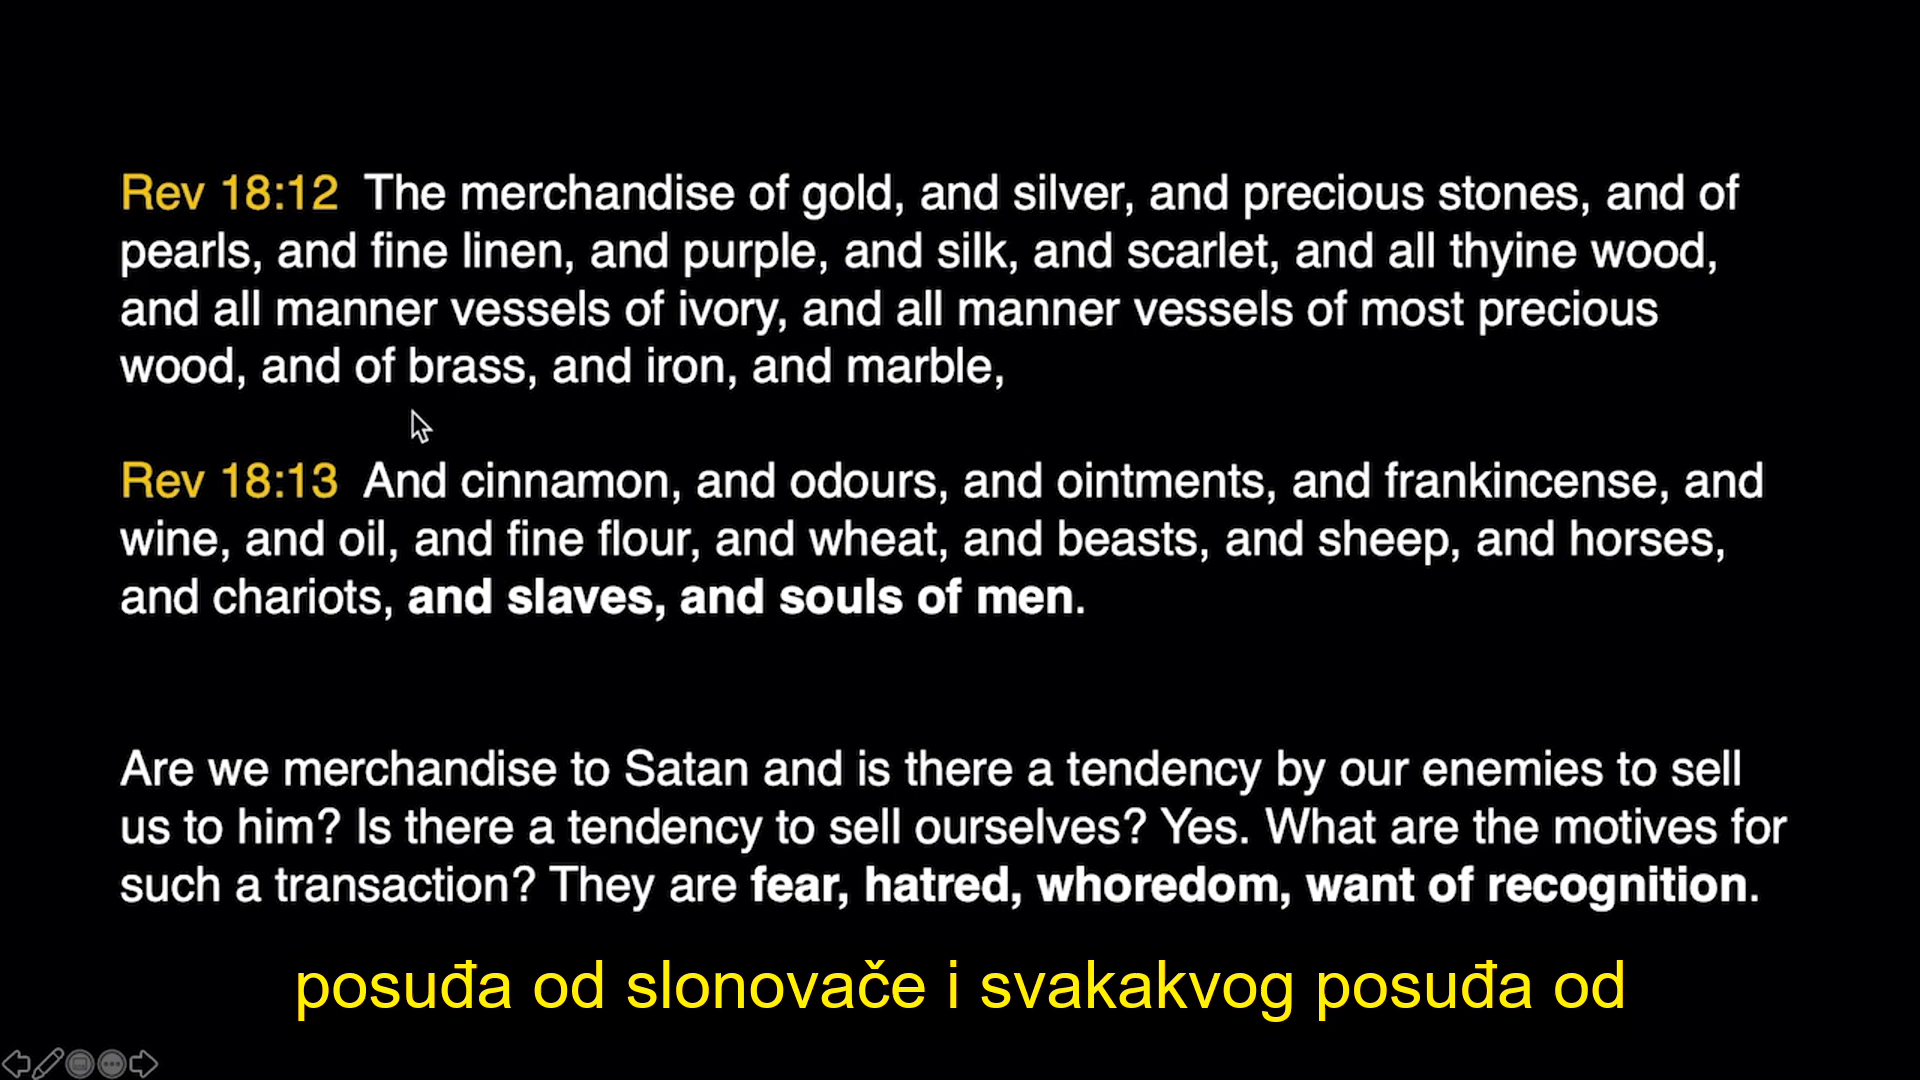 Rev 18:12 The merchandise of gold, and silver, and precious stones, and of
pearls, and fine linen, and purple, and silk, and scarlet, and all thyine wood,
and all manner vessels of ivory, and all manner vessels of most precious
wood, and of brass, and iron, and marble,
Rev 18:13 And cinnamon, and odours, and ointments, and frankincense, and
wine, and oil, and fine flour, and wheat, and beasts, and sheep, and horses,
and chariots, and slaves, and souls of men.
Are we merchandise to Satan and is there a tendency by our enemies to sell
us to him? Is there a tendency to sell ourselves? Yes. What are the motives for
such a transaction? They are fear, hatred, whoredom, want of recognition.
posuđa od slonovače i svakakvog posuđa od